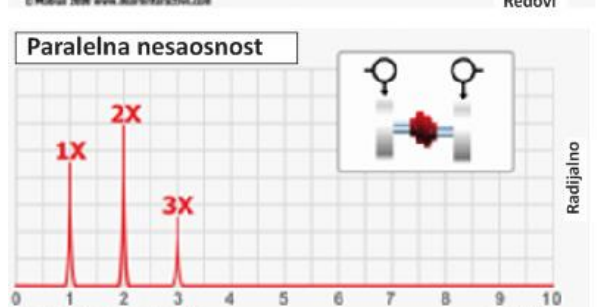 Redovi
Paralelna nesaosnost
1X
2X
3X
Radijalno
0 1 2 3 4 5 6 7 8 9 10